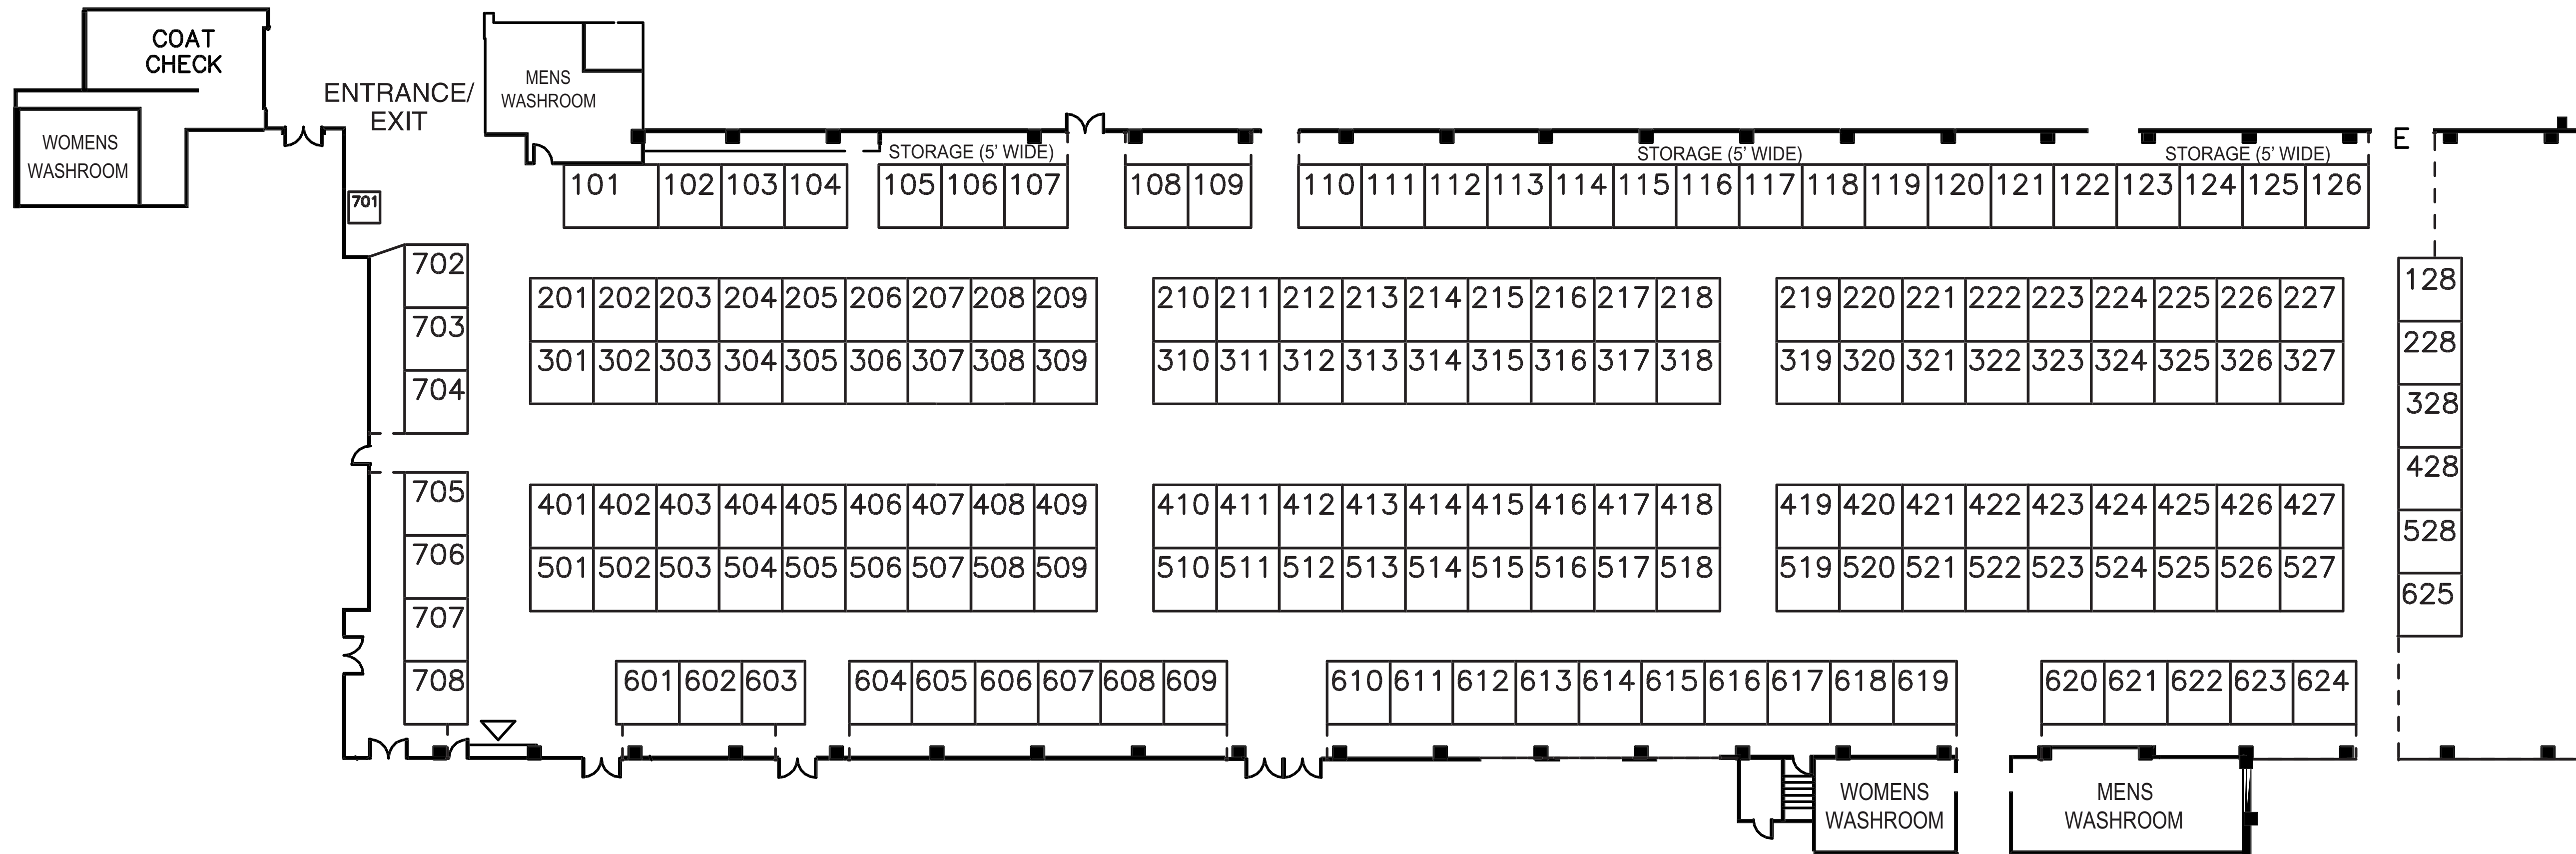 COAT
CHECK
ENTRANCE/
EXIT
MENS
WASHROOM
WOMENS
WASHROOM
STORAGE (5' WIDE)
STORAGE (5' WIDE)
STORAGE (5' WIDE)
E
101 102 103 104 105 106 107 108 109 110 111 112 113 114 115 116 117 118 119 120 121 122 123 124 125 126
701
702
703
704
705
706
707
708
201 202 203 204 205 206 207 208 209 210 211 212 213 214 215 216 217 218 219 220 221 222 223 224 225 226 227
301 302 303 304 305 306 307 308 309 310 311 312 313 314 315 316 317 318 319 320 321 322 323 324 325 326 327
401 402 403 404 405 406 407 408 409 410 411 412 413 414 415 416 417 418 419 420 421 422 423 424 425 426 427
501 502 503 504 505 506 507 508 509 510 511 512 513 514 515 516 517 518 519 520 521 522 523 524 525 526 527
128
228
328
428
528
625
601 602 603 604 605 606 607 608 609 610 611 612 613 614 615 616 617 618 619 620 621 622 623 624
WOMENS
WASHROOM
MENS
WASHROOM